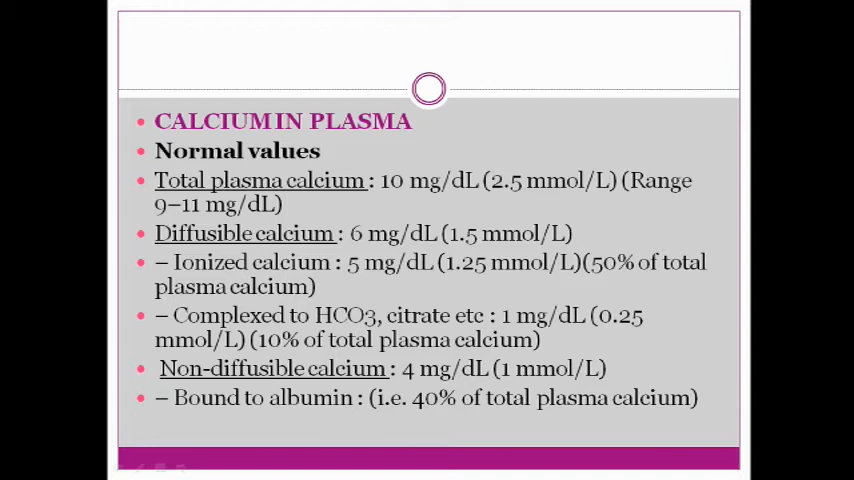 CALCIUM IN PLASMA
Normal values
Total plasma calcium : 10 mg/dL (2.5 mmol/L) (Range
9–11 mg/dL)
Diffusible calcium : 6 mg/dL (1.5 mmol/L)
– Ionized calcium : 5 mg/dL (1.25 mmol/L)(50% of total
plasma calcium)
– Complexed to HCO3, citrate etc : 1 mg/dL (0.25
mmol/L) (10% of total plasma calcium)
Non-diffusible calcium : 4 mg/dL (1 mmol/L)
– Bound to albumin : (i.e. 40% of total plasma calcium)